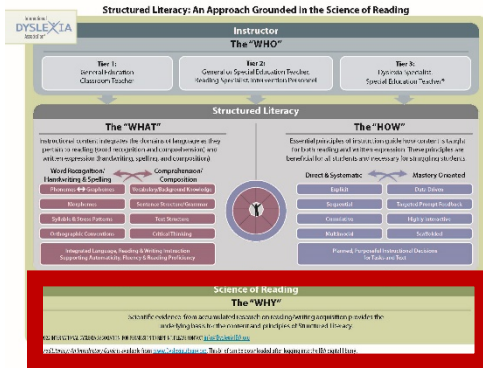 Structured Literacy: An Approach Grounded in the Science of Reading
International
DYSLEXIA
Association
Instructor
The "WHO"
Tier 1:
General Education
Classroom Teacher
Tier 2:
General or Special Education Teacher,
Reading Specialist, Intervention Personnel
Tier 3:
Dyslexia Specialist,
Special Education Teacher*
Structured Literacy
The "WHAT"
Instructional content integrates the domains of language as they
pertain to reading (word recognition and comprehension) and
written expression (handwriting, spelling, and composition)
Word Recognition/
Handwriting & Spelling
Comprehension/
Composition
Phonemes ↔ Graphemes
Vocabulary/Background Knowledge
Morphemes
Sentence Structure/Grammar
Syllable & Stress Patterns
Text Structure
Orthographic Conventions
Critical Thinking
Integrated Language, Reading & Writing Instruction
Supporting Automaticity, Fluency & Reading Proficiency
The "HOW"
Essential principles of instruction guide how content is taught
for both reading and written expression. These principles are
beneficial for all students and necessary for struggling students
Direct & Systematic
Mastery Oriented
Explicit
Data Driven
Sequential
Targeted Prompt Feedback
Cumulative
Highly Interactive
Multimodal
Scaffolded
Planned, Purposeful Instructional Decisions
for Tasks and Text
Science of Reading
The "WHY"
Scientific evidence from accumulated research on reading/writing acquisition provides the
underlying basis for the content and principles of Structured Literacy.